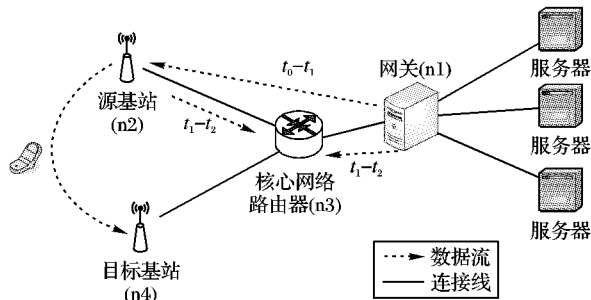 t₀−t₁
网关(n1)
服务器
源基站
(n2)
t₁−t₂
服务器
t₁−t₂
核心网络
路由器(n3)
服务器
目标基站
(n4)
数据流
连接线